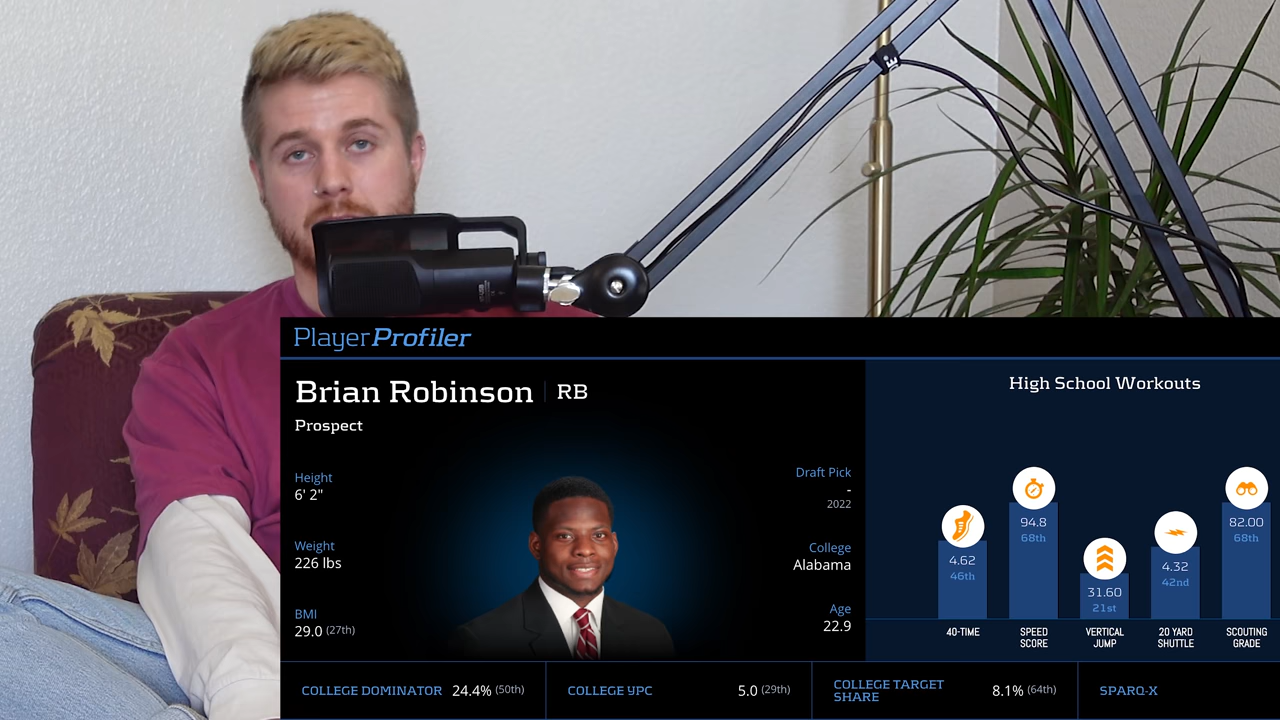 PlayerProfiler
Brian Robinson | RB
Prospect
Height
6' 2"
Weight
226 lbs
BMI
29.0 (27th)
Draft Pick
-
2022
College
Alabama
Age
22.9
High School Workouts
4.62
46th
94.8
68th
31.60
21st
4.32
42nd
82.00
68th
40-TIME
SPEED
SCORE
VERTICAL
JUMP
20 YARD
SHUTTLE
SCOUTING
GRADE
COLLEGE DOMINATOR 24.4% (50th)
COLLEGE YPC 5.0 (29th)
COLLEGE TARGET
SHARE 8.1% (64th)
SPARQ-X